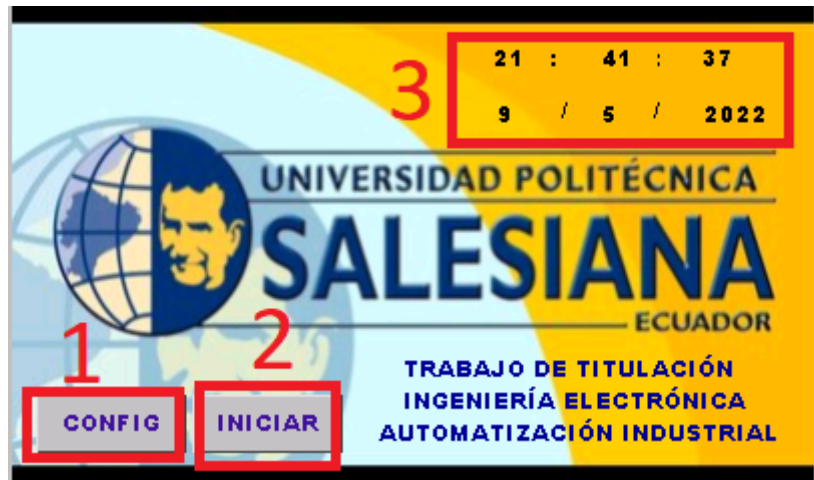 21 : 41 : 37
3
9 / 5 / 2022
UNIVERSIDAD POLITÉCNICA
SALESIANA
ECUADOR
1
2
TRABAJO DE TITULACIÓN
INGENIERÍA ELECTRÓNICA
AUTOMATIZACIÓN INDUSTRIAL
CONFIG
INICIAR